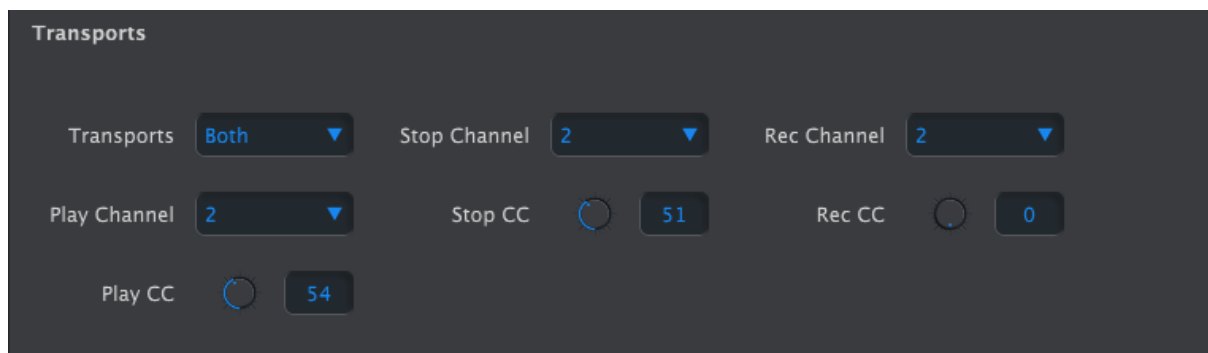 Transports
Transports Both Stop Channel 2 Rec Channel 2
Play Channel 2 Stop CC 51 Rec CC 0
Play CC 54